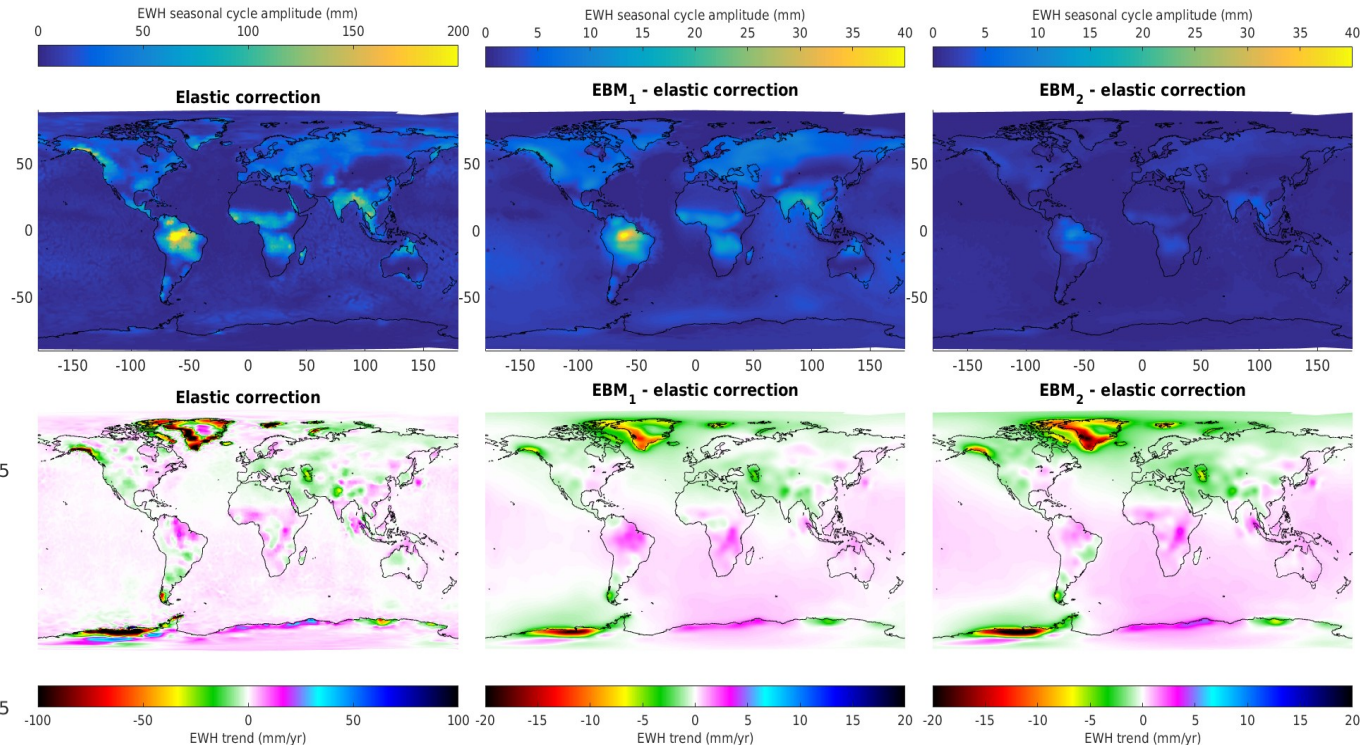 EWH seasonal cycle amplitude (mm) EWH seasonal cycle amplitude (mm) EWH seasonal cycle amplitude (mm)
0 50 100 150 200 0 5 10 15 20 25 30 35 40 0 5 10 15 20 25 30 35 40
Elastic correction EBM1 - elastic correction EBM2 - elastic correction
50
0
-50 -50 -50
50
0
50
0
-150 -100 -50 0 50 100 150 -150 -100 -50 0 50 100 150 -150 -100 -50 0 50 100 150
Elastic correction EBM1 - elastic correction EBM2 - elastic correction
5
5
-100 -50 0 50 100 -20 -15 -10 -5 0 5 10 15 20 -20 -15 -10 -5 0 5 10 15 20
EWH trend (mm/yr) EWH trend (mm/yr) EWH trend (mm/yr)